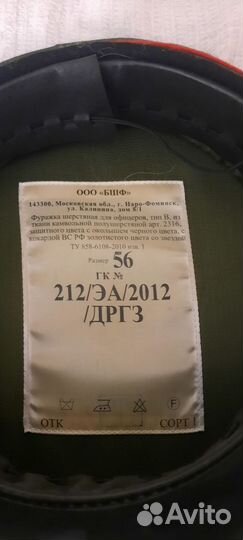 ООО «БШФ»
143300, Московская обл., г. Наро-Фоминск,
ул. Калинина, дом 8/1
Фуражка шерстяная для офицеров, тип В, из
ткани камвольной полушерстяной арт. 2316,
защитного цвета с околышем черного цвета, с
кокардой ВС РФ золотистого цвета со звездой
ТУ 858-6108-2010 изм. 1
Размер 56
ГК №
212/ЭА/2012
/ДРГЗ
ОТК СОРТ 1
Avito